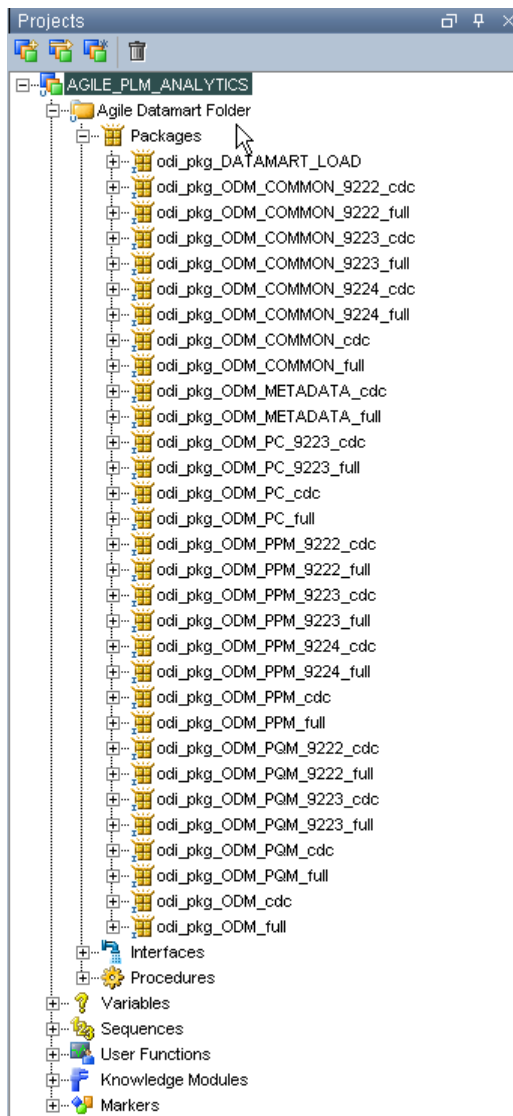 Projects
AGILE_PLM_ANALYTICS
Agile Datamart Folder
Packages
odi_pkg_DATAMART_LOAD
odi_pkg_ODM_COMMON_9222_cdc
odi_pkg_ODM_COMMON_9222_full
odi_pkg_ODM_COMMON_9223_cdc
odi_pkg_ODM_COMMON_9223_full
odi_pkg_ODM_COMMON_9224_cdc
odi_pkg_ODM_COMMON_9224_full
odi_pkg_ODM_COMMON_cdc
odi_pkg_ODM_COMMON_full
odi_pkg_ODM_METADATA_cdc
odi_pkg_ODM_METADATA_full
odi_pkg_ODM_PC_9223_cdc
odi_pkg_ODM_PC_9223_full
odi_pkg_ODM_PC_cdc
odi_pkg_ODM_PC_full
odi_pkg_ODM_PPM_9222_cdc
odi_pkg_ODM_PPM_9222_full
odi_pkg_ODM_PPM_9223_cdc
odi_pkg_ODM_PPM_9223_full
odi_pkg_ODM_PPM_9224_cdc
odi_pkg_ODM_PPM_9224_full
odi_pkg_ODM_PPM_cdc
odi_pkg_ODM_PPM_full
odi_pkg_ODM_PQM_9222_cdc
odi_pkg_ODM_PQM_9222_full
odi_pkg_ODM_PQM_9223_cdc
odi_pkg_ODM_PQM_9223_full
odi_pkg_ODM_PQM_cdc
odi_pkg_ODM_PQM_full
odi_pkg_ODM_cdc
odi_pkg_ODM_full
Interfaces
Procedures
Variables
Sequences
User Functions
Knowledge Modules
Markers